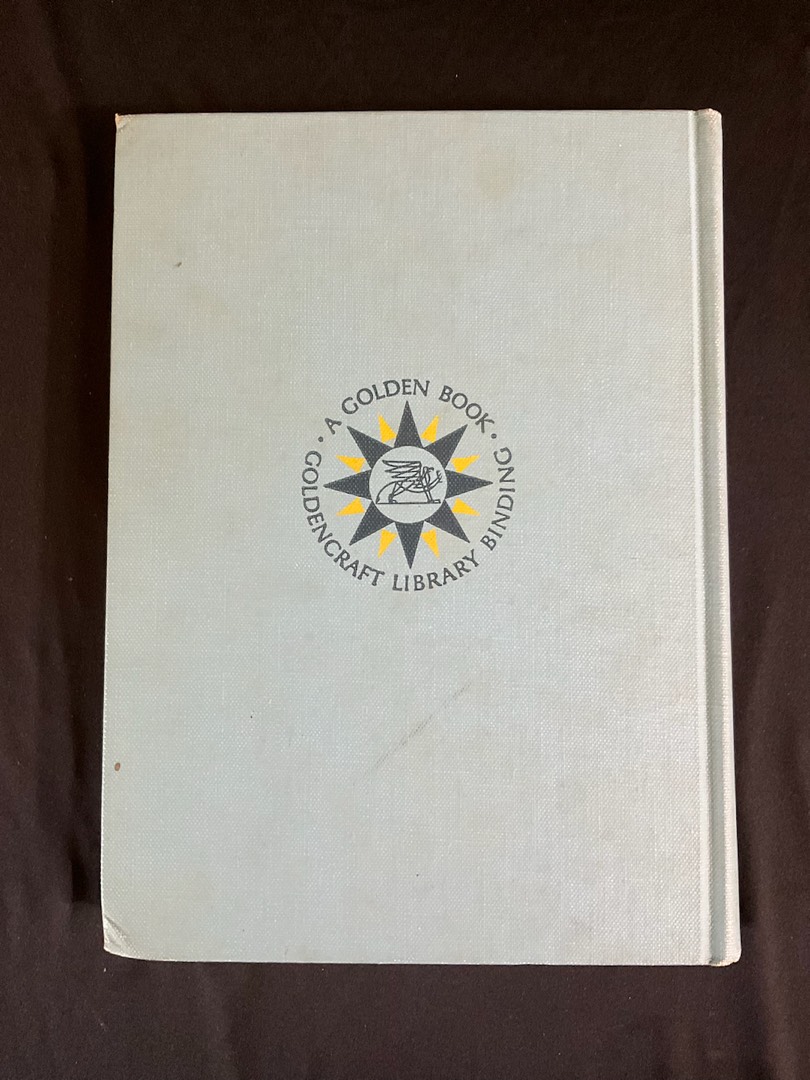 A GOLDEN BOOK •
GOLDENCRAFT LIBRARY BINDING •